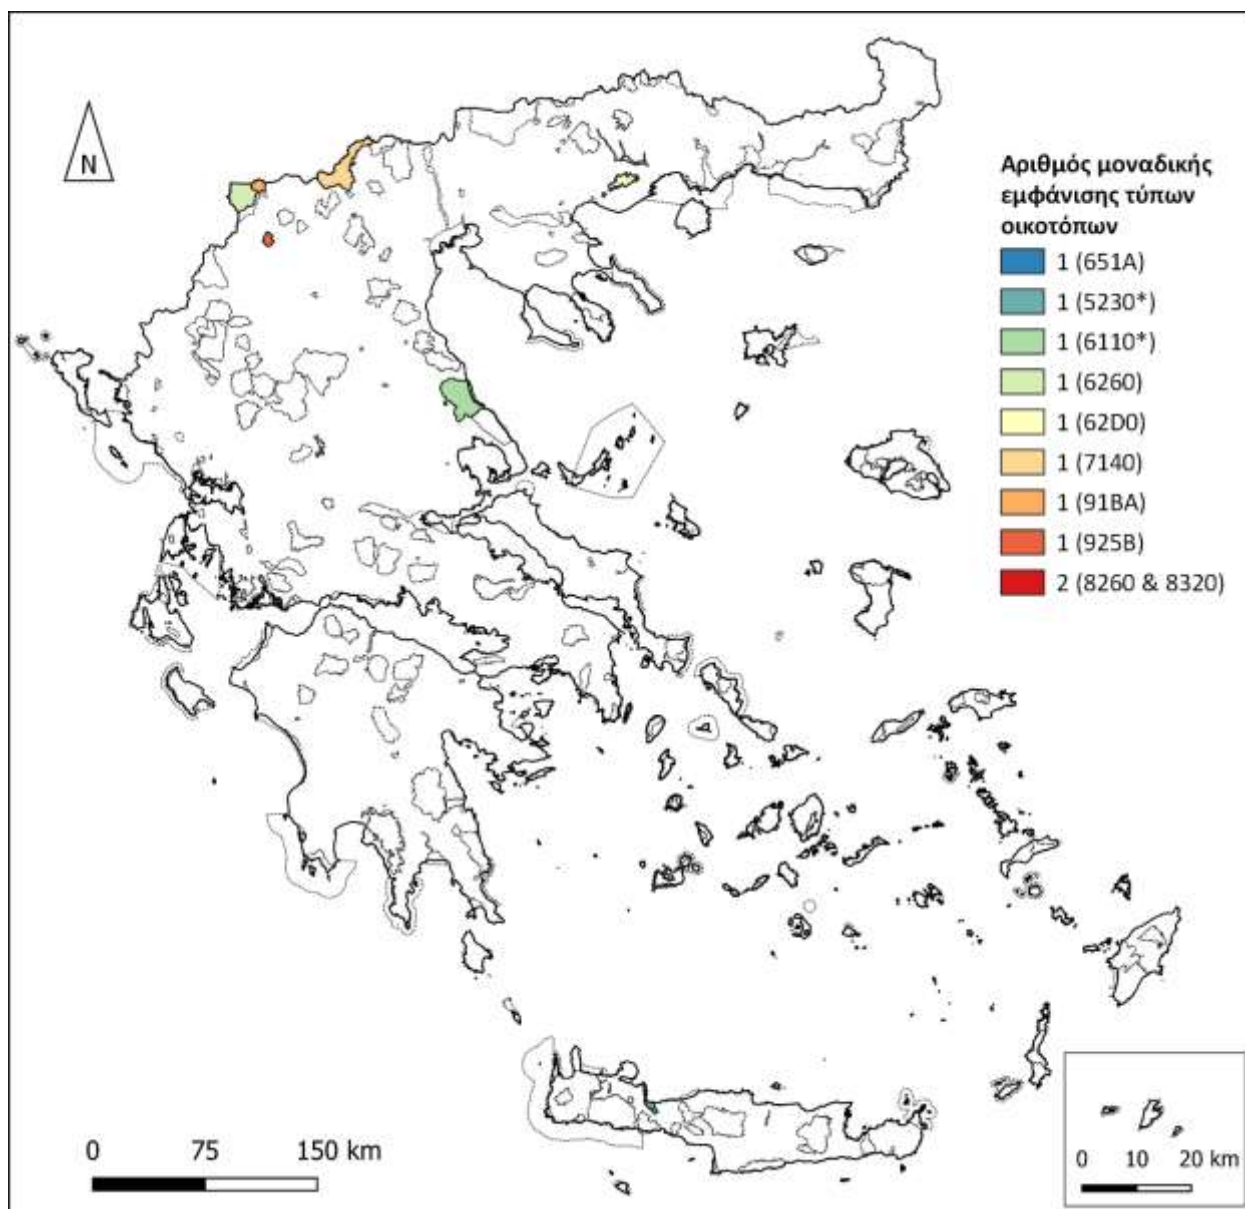 N
Αριθμός μοναδικής
εμφάνισης τύπων
οικοτόπων
1 (651A)
1 (5230*)
1 (6110*)
1 (6260)
1 (62D0)
1 (7140)
1 (91BA)
1 (925B)
2 (8260 & 8320)
0 75 150 km
0 10 20 km